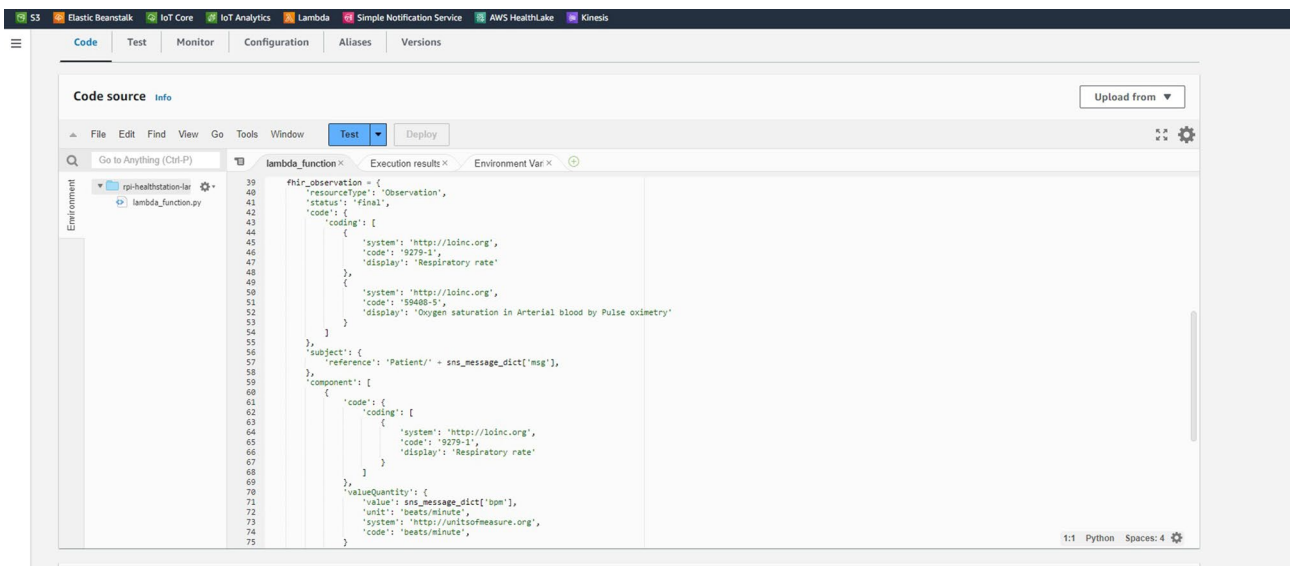 S3 Elastic Beanstalk IoT Core IoT Analytics Lambda Simple Notification Service AWS HealthLake Kinesis
Code Test Monitor Configuration Aliases Versions
Code source Info
Upload from
File Edit Find View Go Tools Window Test Deploy
Go to Anything (Ctrl-P)
lambda_function × Execution results × Environment Var ×
Environment
rpi-healthstation-lar
lambda_function.py
39 fhir_observation = {
40 'resourceType': 'Observation',
41 'status': 'final',
42 'code': {
43 'coding': [
44 {
45 'system': 'http://loinc.org',
46 'code': '9279-1',
47 'display': 'Respiratory rate'
48 },
49 {
50 'system': 'http://loinc.org',
51 'code': '59408-5',
52 'display': 'Oxygen saturation in Arterial blood by Pulse oximetry'
53 }
54 ]
55 },
56 'subject': {
57 'reference': 'Patient/' + sns_message_dict['msg'],
58 },
59 'component': [
60 {
61 'code': {
62 'coding': [
63 {
64 'system': 'http://loinc.org',
65 'code': '9279-1',
66 'display': 'Respiratory rate'
67 }
68 ]
69 },
70 'valueQuantity': {
71 'value': sns_message_dict['bpm'],
72 'unit': 'beats/minute',
73 'system': 'http://unitsofmeasure.org',
74 'code': 'beats/minute',
75 }
1:1 Python Spaces: 4